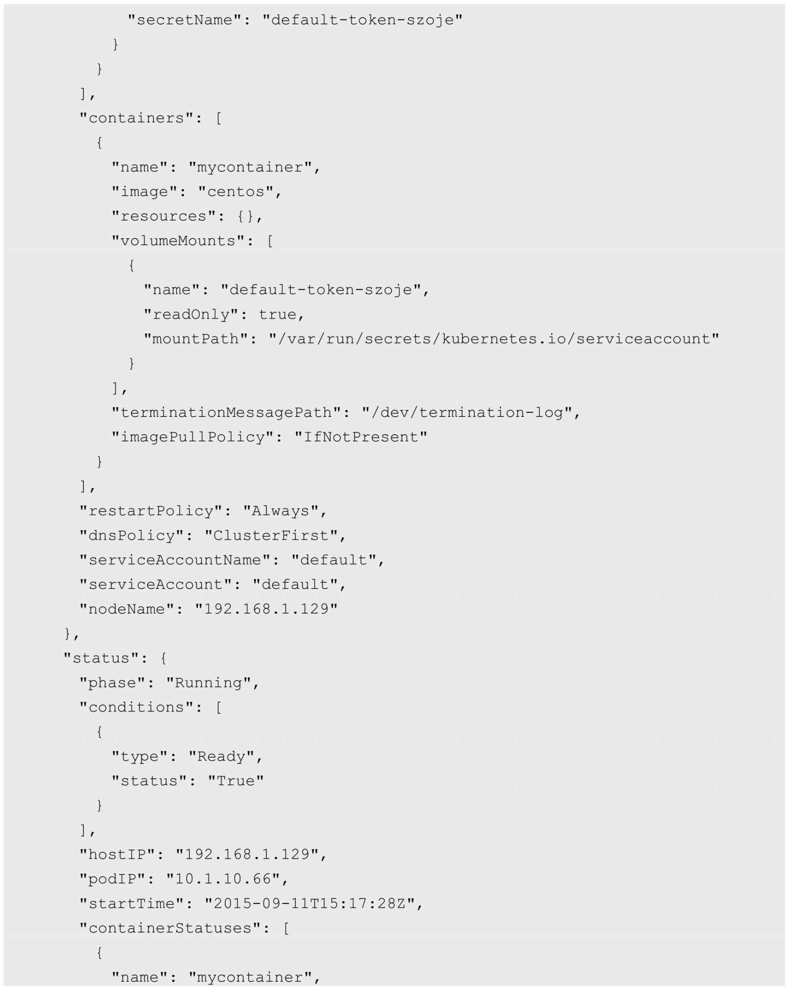 "secretName": "default-token-szoje"
}
}
],
"containers": [
{
"name": "mycontainer",
"image": "centos",
"resources": {},
"volumeMounts": [
{
"name": "default-token-szoje",
"readOnly": true,
"mountPath": "/var/run/secrets/kubernetes.io/serviceaccount"
}
],
"terminationMessagePath": "/dev/termination-log",
"imagePullPolicy": "IfNotPresent"
}
],
"restartPolicy": "Always",
"dnsPolicy": "ClusterFirst",
"serviceAccountName": "default",
"serviceAccount": "default",
"nodeName": "192.168.1.129"
},
"status": {
"phase": "Running",
"conditions": [
{
"type": "Ready",
"status": "True"
}
],
"hostIP": "192.168.1.129",
"podIP": "10.1.10.66",
"startTime": "2015-09-11T15:17:28Z",
"containerStatuses": [
{
"name": "mycontainer",